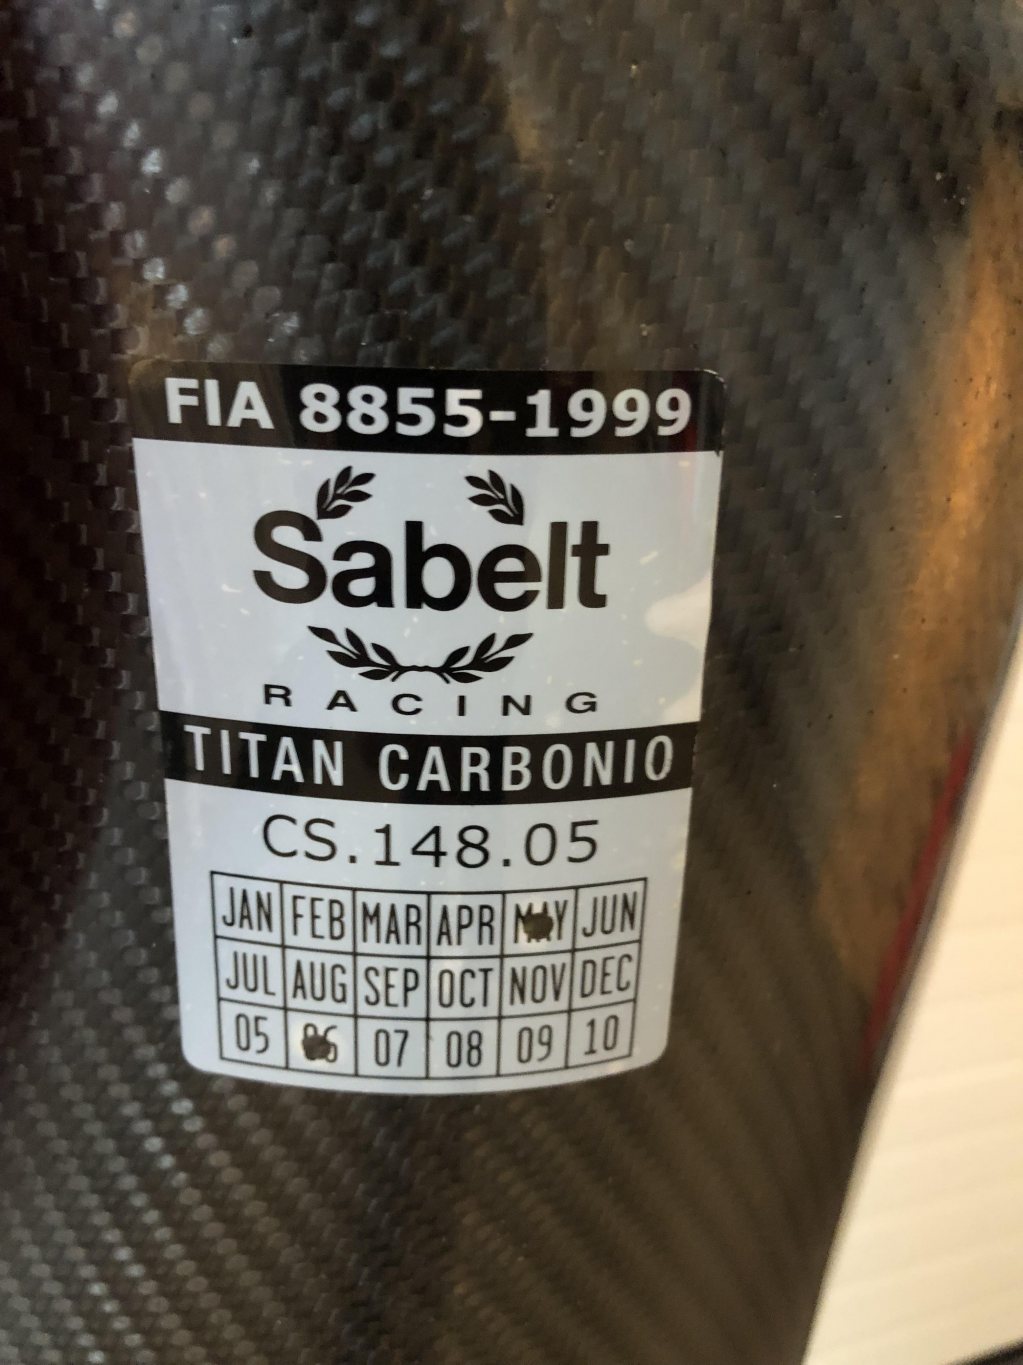 FIA 8855-1999
Sabelt
RACING
TITAN CARBONIO
CS.148.05
JAN FEB MAR APR MAY JUN
JUL AUG SEP OCT NOV DEC
05 06 07 08 09 10